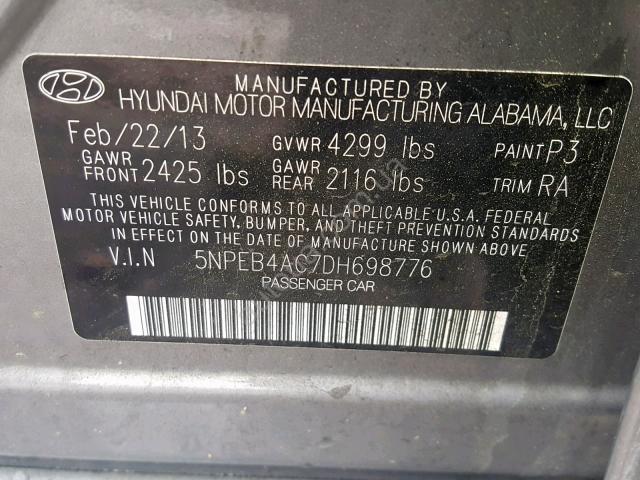 MANUFACTURED BY
HYUNDAI MOTOR MANUFACTURING ALABAMA, LLC
Feb/22/13 GVWR 4299 lbs PAINT P3
GAWR FRONT 2425 lbs GAWR REAR 2116 lbs TRIM RA
THIS VEHICLE CONFORMS TO ALL APPLICABLE U.S.A. FEDERAL
MOTOR VEHICLE SAFETY, BUMPER, AND THEFT PREVENTION STANDARDS
IN EFFECT ON THE DATE OF MANUFACTURE SHOWN ABOVE.
V.I.N 5NPEB4AC7DH698776
PASSENGER CAR